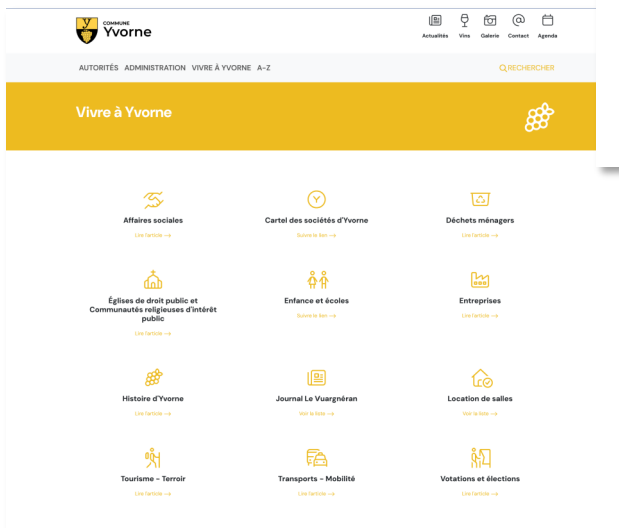 COMMUNE
Yvorne
Actualités Vins Galerie Contact Agenda
AUTORITÉS ADMINISTRATION VIVRE À YVORNE A-Z
RECHERCHER
Vivre à Yvorne
Affaires sociales
Lire l'article →
Cartel des sociétés d'Yvorne
Suivre le lien →
Déchets ménagers
Lire l'article →
Églises de droit public et
Communautés religieuses d'intérêt
public
Lire l'article →
Enfance et écoles
Suivre le lien →
Entreprises
Lire l'article →
Histoire d'Yvorne
Lire l'article →
Journal Le Vuargnéran
Voir la liste →
Location de salles
Voir la liste →
Tourisme - Terroir
Lire l'article →
Transports - Mobilité
Lire l'article →
Votations et élections
Lire l'article →